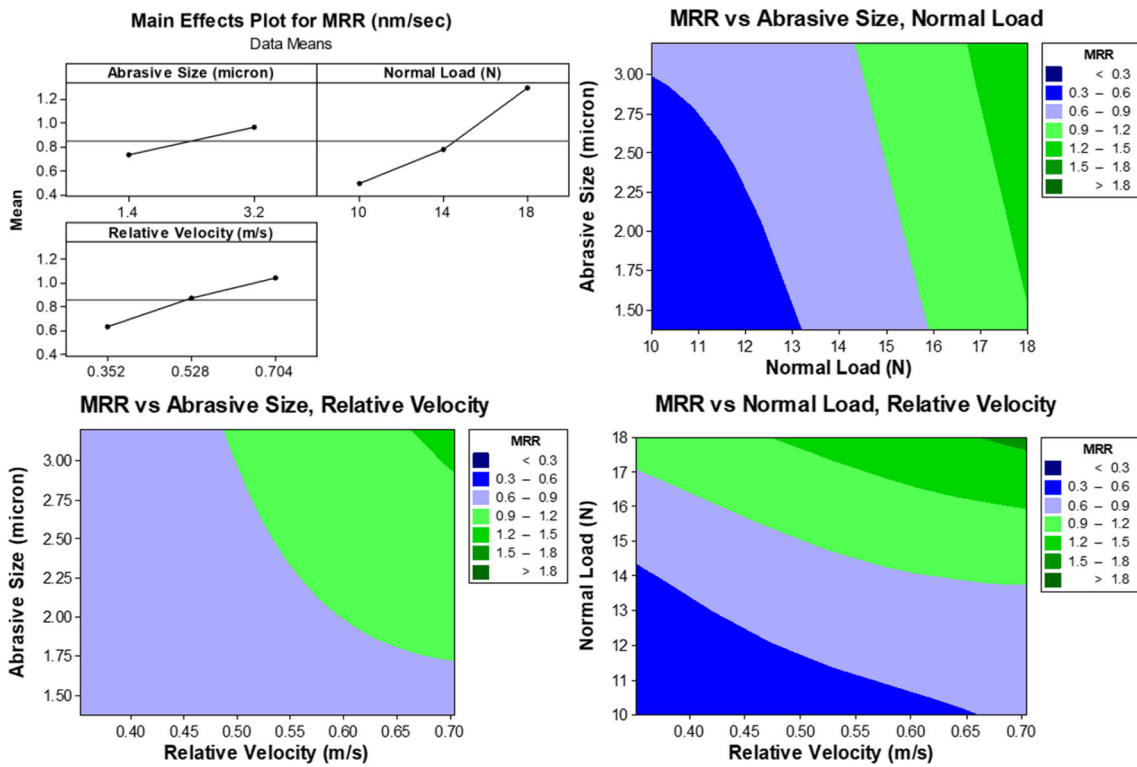 Main Effects Plot for MRR (nm/sec)
Data Means
Abrasive Size (micron) Normal Load (N)
1.2
1.0
0.8
0.6
0.4
1.4 3.2 10 14 18
Relative Velocity (m/s)
1.2
1.0
0.8
0.6
0.4
0.352 0.528 0.704
Mean
MRR vs Abrasive Size, Normal Load
Abrasive Size (micron)
3.00
2.75
2.50
2.25
2.00
1.75
1.50
10 11 12 13 14 15 16 17 18
Normal Load (N)
MRR
< 0.3
0.3 – 0.6
0.6 – 0.9
0.9 – 1.2
1.2 – 1.5
1.5 – 1.8
> 1.8
MRR vs Abrasive Size, Relative Velocity
Abrasive Size (micron)
3.00
2.75
2.50
2.25
2.00
1.75
1.50
0.40 0.45 0.50 0.55 0.60 0.65 0.70
Relative Velocity (m/s)
MRR
< 0.3
0.3 – 0.6
0.6 – 0.9
0.9 – 1.2
1.2 – 1.5
1.5 – 1.8
> 1.8
MRR vs Normal Load, Relative Velocity
Normal Load (N)
18
17
16
15
14
13
12
11
10
0.40 0.45 0.50 0.55 0.60 0.65 0.70
Relative Velocity (m/s)
MRR
< 0.3
0.3 – 0.6
0.6 – 0.9
0.9 – 1.2
1.2 – 1.5
1.5 – 1.8
> 1.8